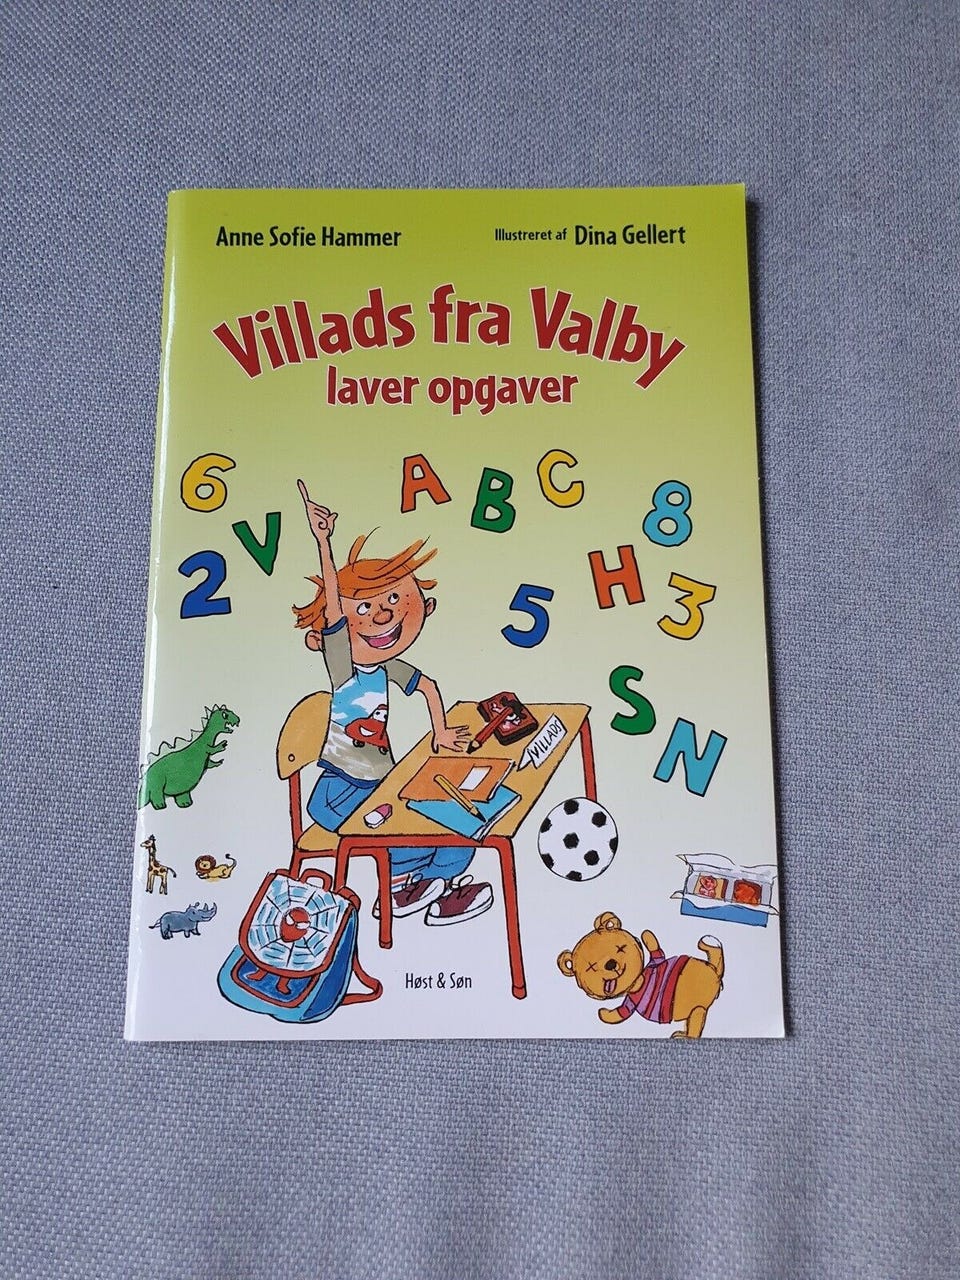 Anne Sofie Hammer
Illustreret af Dina Gellert
Villads fra Valby
laver opgaver
6 A B C 8
V
2 5 H 3
S
N
VILLADS
Høst & Søn